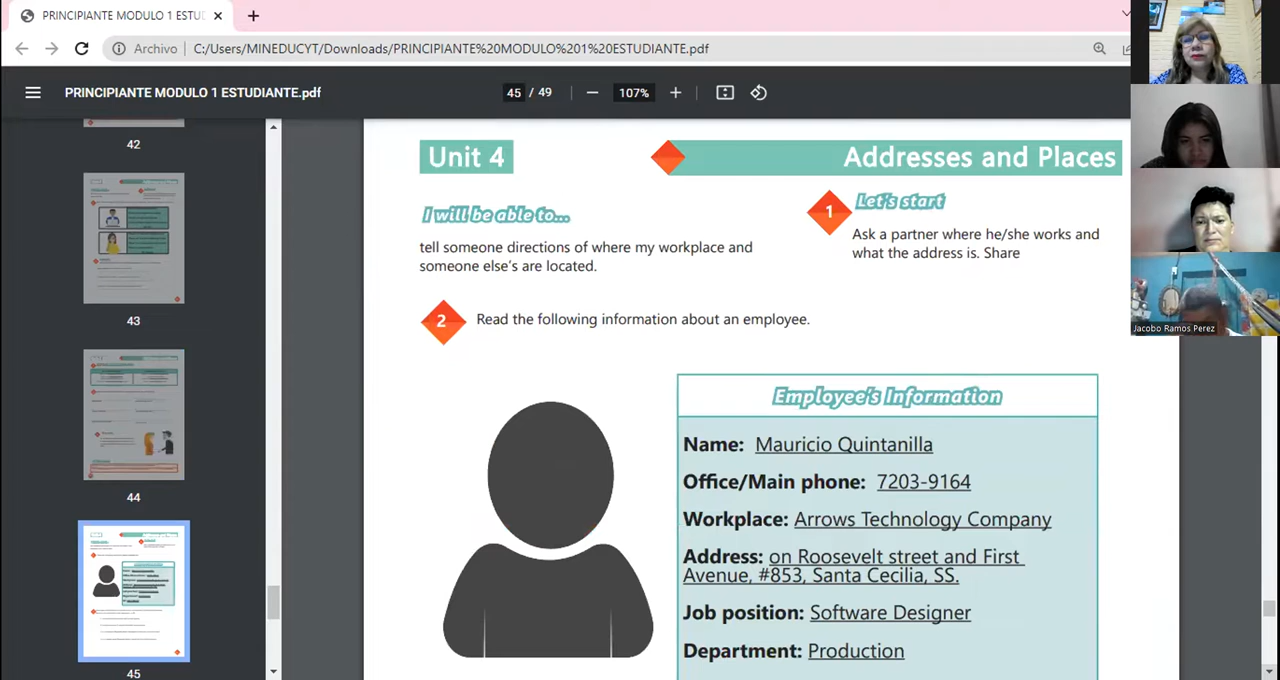 PRINCIPIANTE MODULO 1 ESTU
Archivo
C:/Users/MINEDUCYT/Downloads/PRINCIPIANTE%20MODULO%201%20ESTUDIANTE.pdf
PRINCIPIANTE MODULO 1 ESTUDIANTE.pdf
45 / 49
107%
42
43
44
45
Unit 4
Addresses and Places
I will be able to...
tell someone directions of where my workplace and
someone else's are located.
1
Let's start
Ask a partner where he/she works and
what the address is. Share
2
Read the following information about an employee.
Employee's Information
Name: Mauricio Quintanilla
Office/Main phone: 7203-9164
Workplace: Arrows Technology Company
Address: on Roosevelt street and First
Avenue, #853, Santa Cecilia, SS.
Job position: Software Designer
Department: Production
Jacobo Ramos Perez